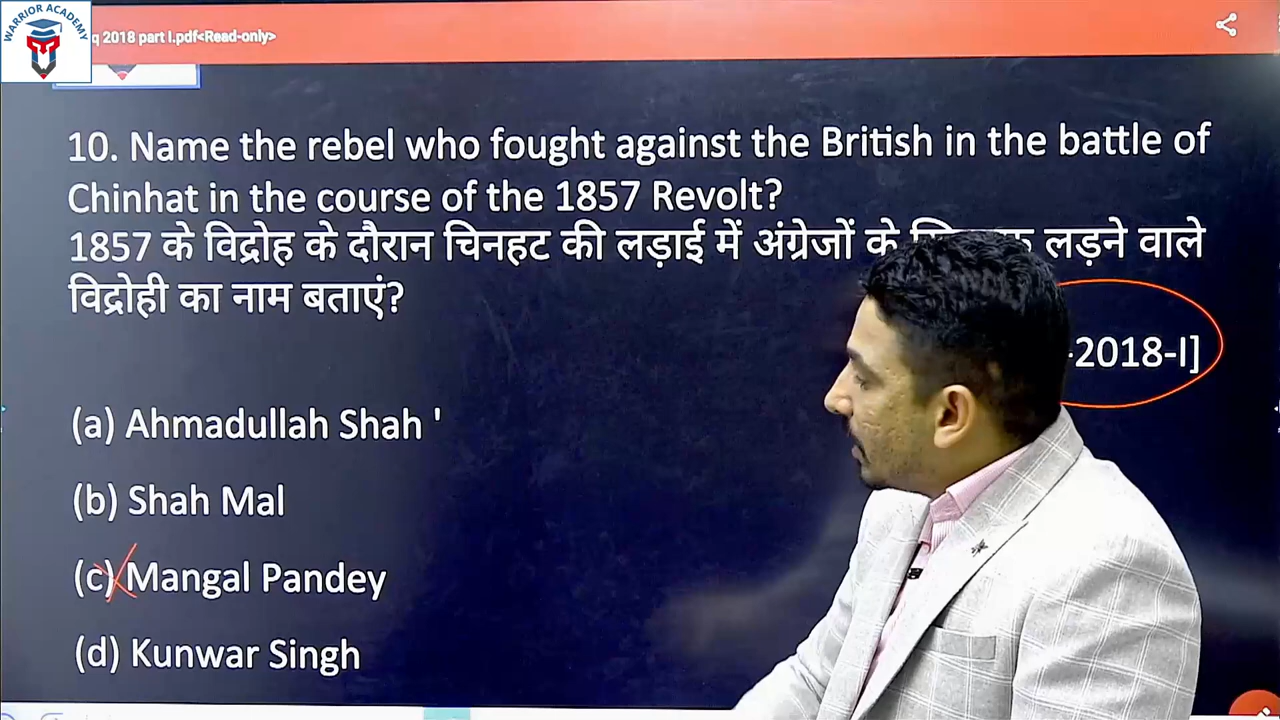 WARRIOR ACADEMY
q 2018 part I.pdf<Read-only>
10. Name the rebel who fought against the British in the battle of
Chinhat in the course of the 1857 Revolt?
1857 के विद्रोह के दौरान चिनहट की लड़ाई में अंग्रेजों के लड़ने वाले
विद्रोही का नाम बताएं?
-2018-I]
(a) Ahmadullah Shah '
(b) Shah Mal
(c) Mangal Pandey
(d) Kunwar Singh